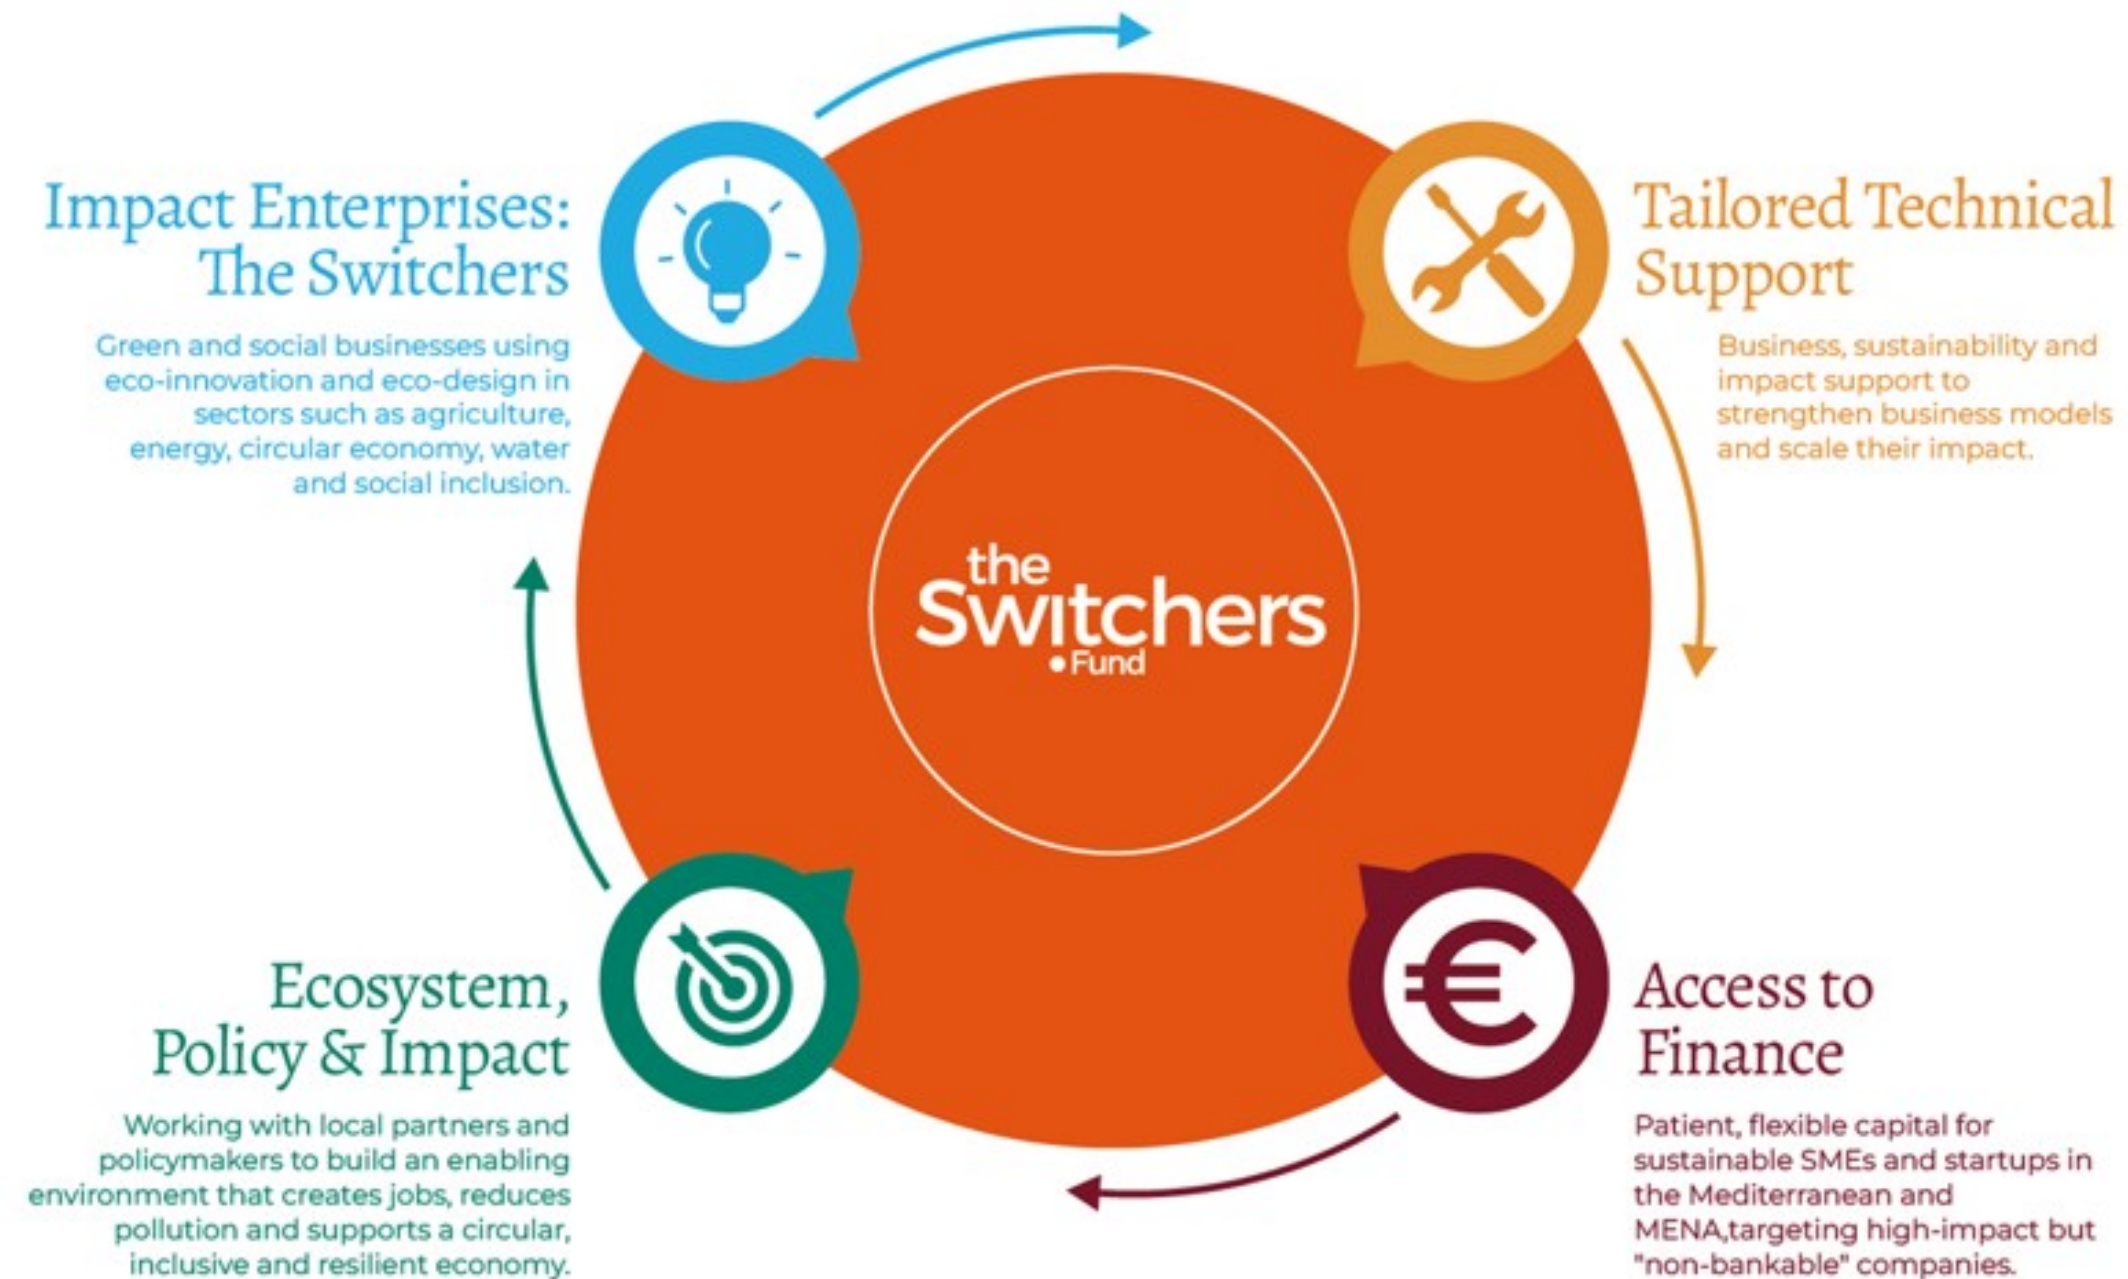 Impact Enterprises:
The Switchers
Green and social businesses using
eco-innovation and eco-design in
sectors such as agriculture,
energy, circular economy, water
and social inclusion.
Tailored Technical
Support
Business, sustainability and
impact support to
strengthen business models
and scale their impact.
the
Switchers
Fund
Ecosystem,
Policy & Impact
Working with local partners and
policymakers to build an enabling
environment that creates jobs, reduces
pollution and supports a circular,
inclusive and resilient economy.
€
Access to
Finance
Patient, flexible capital for
sustainable SMEs and startups in
the Mediterranean and
MENA,targeting high-impact but
"non-bankable" companies.